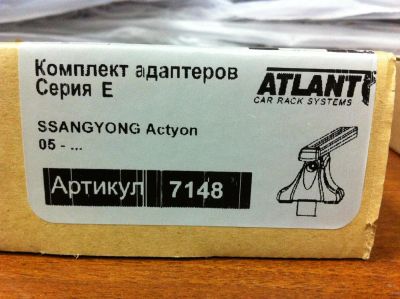 Комплект адаптеров
Серия Е
ATLANT
CAR RACK SYSTEMS
SSANGYONG Actyon
05 - ...
Артикул 7148